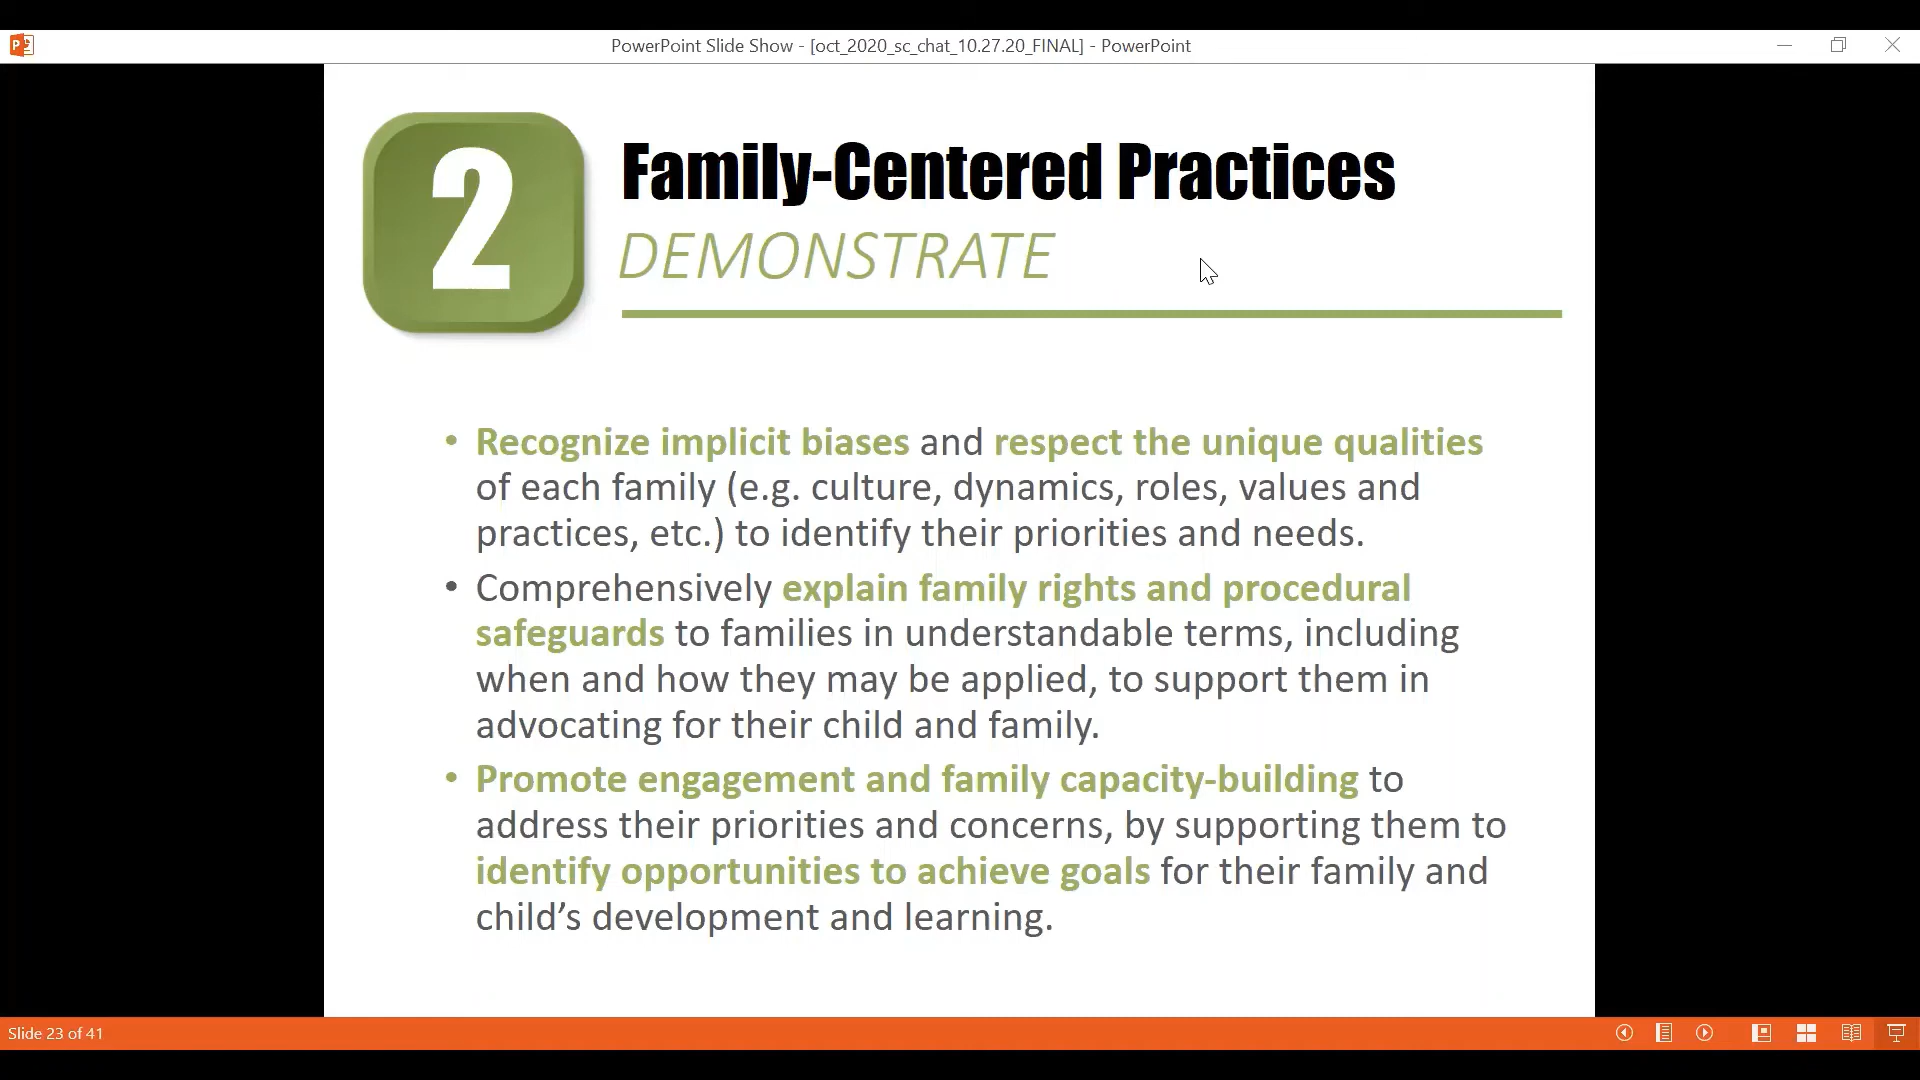 PowerPoint Slide Show - [oct_2020_sc_chat_10.27.20_FINAL] - PowerPoint
2
Family-Centered Practices
DEMONSTRATE
• Recognize implicit biases and respect the unique qualities
of each family (e.g. culture, dynamics, roles, values and
practices, etc.) to identify their priorities and needs.
• Comprehensively explain family rights and procedural
safeguards to families in understandable terms, including
when and how they may be applied, to support them in
advocating for their child and family.
• Promote engagement and family capacity-building to
address their priorities and concerns, by supporting them to
identify opportunities to achieve goals for their family and
child’s development and learning.
Slide 23 of 41